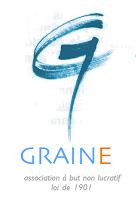 GRAINE
association à but non lucratif
loi de 1901